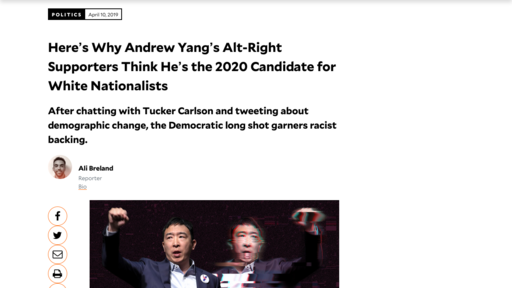 POLITICS April 10, 2019
Here's Why Andrew Yang's Alt-Right
Supporters Think He's the 2020 Candidate for
White Nationalists
After chatting with Tucker Carlson and tweeting about
demographic change, the Democratic long shot garners racist
backing.
Ali Breland
Reporter
Bio